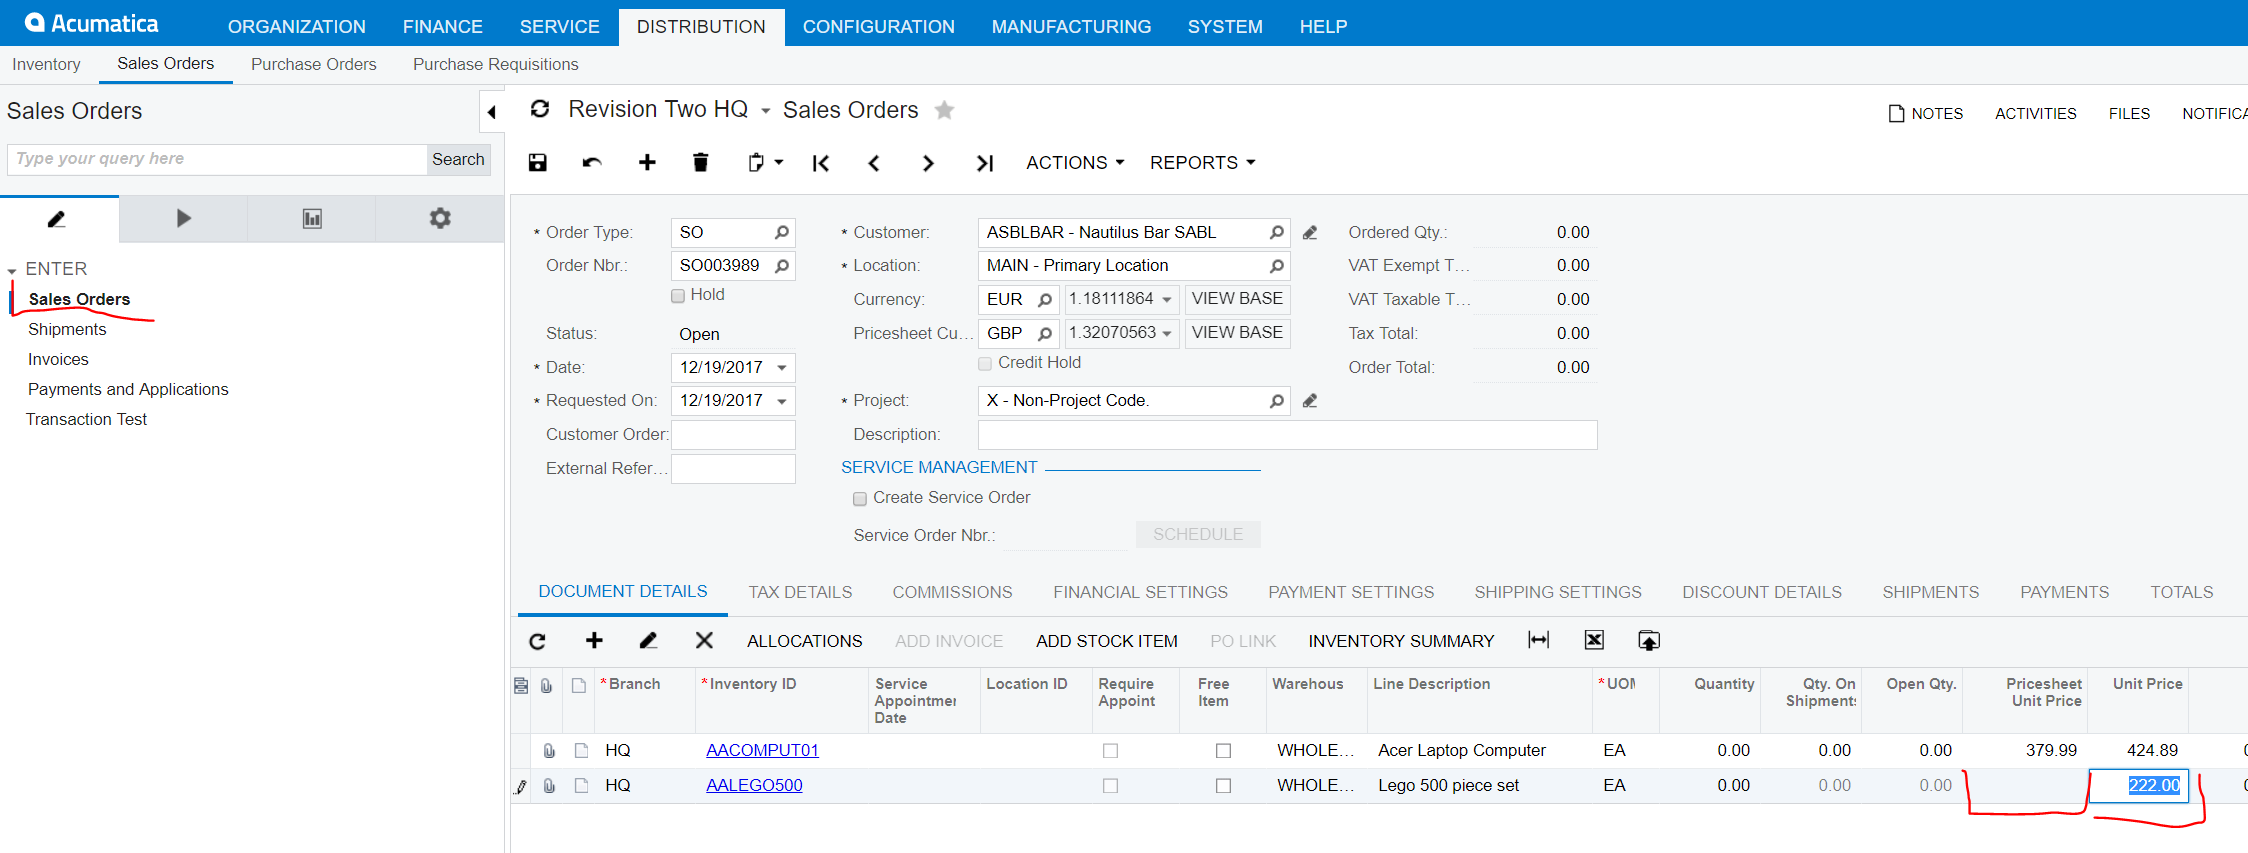 Acumatica
ORGANIZATION FINANCE SERVICE DISTRIBUTION CONFIGURATION MANUFACTURING SYSTEM HELP
Inventory Sales Orders Purchase Orders Purchase Requisitions
Sales Orders
Type your query here Search
ENTER
Sales Orders
Shipments
Invoices
Payments and Applications
Transaction Test
Revision Two HQ Sales Orders
NOTES ACTIVITIES FILES NOTIFICA
ACTIONS REPORTS
* Order Type: SO * Customer: ASBLBAR - Nautilus Bar SABL Ordered Qty.: 0.00
Order Nbr.: SO003989 * Location: MAIN - Primary Location VAT Exempt T... 0.00
Hold Currency: EUR 1.18111864 VIEW BASE VAT Taxable T... 0.00
Status: Open Pricesheet Cu... GBP 1.32070563 VIEW BASE Tax Total: 0.00
* Date: 12/19/2017 Credit Hold Order Total: 0.00
* Requested On: 12/19/2017 * Project: X - Non-Project Code.
Customer Order: Description:
External Refer... SERVICE MANAGEMENT
Create Service Order
Service Order Nbr.: SCHEDULE
DOCUMENT DETAILS TAX DETAILS COMMISSIONS FINANCIAL SETTINGS PAYMENT SETTINGS SHIPPING SETTINGS DISCOUNT DETAILS SHIPMENTS PAYMENTS TOTALS
ALLOCATIONS ADD INVOICE ADD STOCK ITEM PO LINK INVENTORY SUMMARY
*Branch *Inventory ID Service Location ID Require Free Warehous Line Description *UOM Quantity Qty. On Open Qty. Pricesheet Unit Price
Appointmer Appoint Item Shipments Unit Price
Date
HQ AACOMPUT01 WHOLE... Acer Laptop Computer EA 0.00 0.00 0.00 379.99 424.89 0
HQ AALEGO500 WHOLE... Lego 500 piece set EA 0.00 0.00 0.00 222.00 0